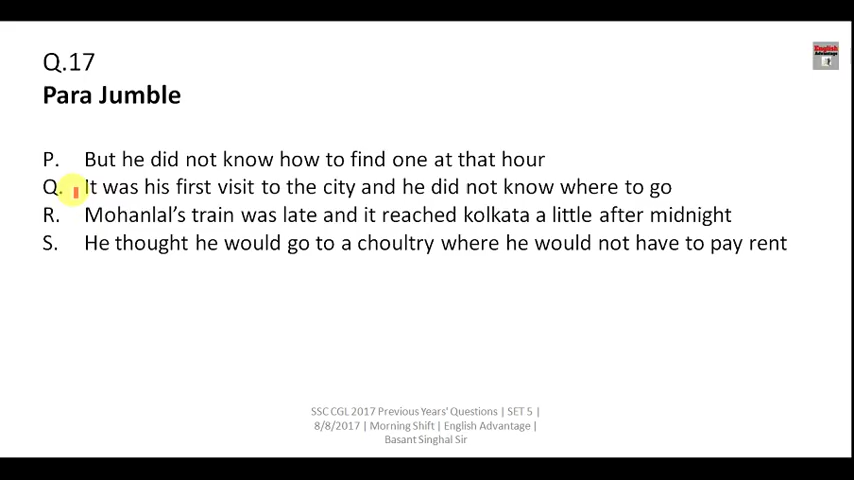 Q.17
English
Advantage
Para Jumble
P. But he did not know how to find one at that hour
Q. It was his first visit to the city and he did not know where to go
R. Mohanlal’s train was late and it reached kolkata a little after midnight
S. He thought he would go to a choultry where he would not have to pay rent
SSC CGL 2017 Previous Years' Questions | SET 5 |
8/8/2017 | Morning Shift | English Advantage |
Basant Singhal Sir